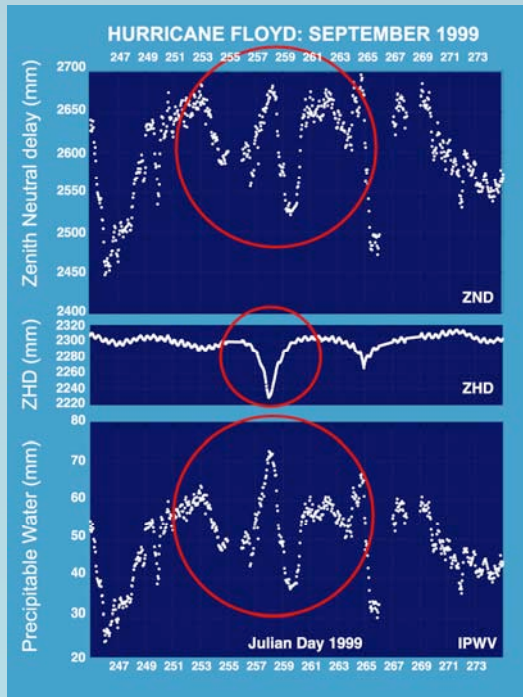 HURRICANE FLOYD: SEPTEMBER 1999
247 249 251 253 255 257 259 261 263 265 267 269 271 273
Zenith Neutral delay (mm)
2700
2650
2600
2550
2500
2450
2400
ZND
ZHD (mm)
2320
2300
2280
2260
2240
2220
ZHD
Precipitable Water (mm)
80
70
60
50
40
30
20
Julian Day 1999 IPWV
247 249 251 253 255 257 259 261 263 265 267 269 271 273